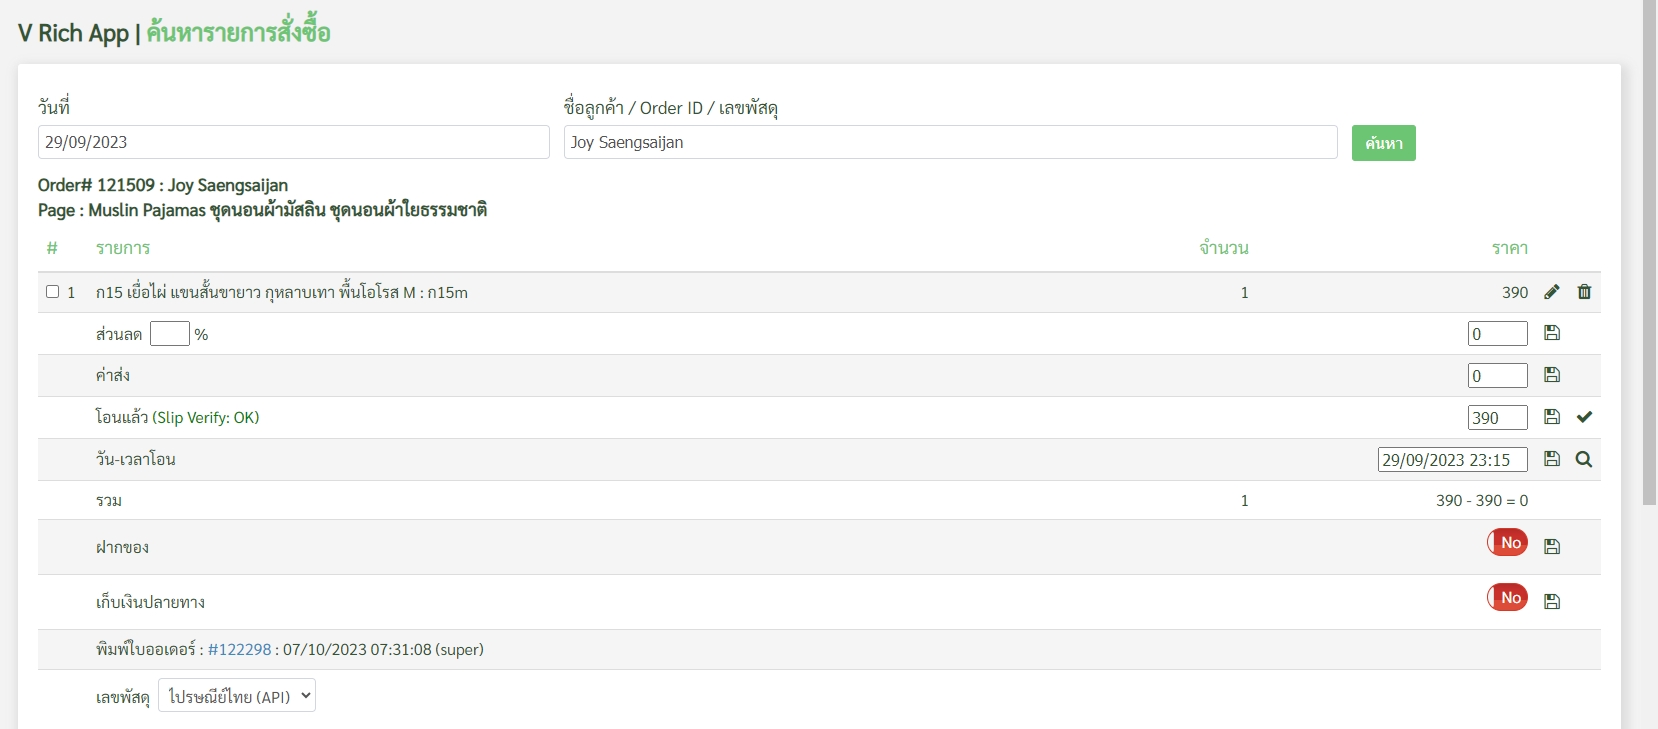 V Rich App | ค้นหารายการสั่งซื้อ
วันที่ ชื่อลูกค้า / Order ID / เลขพัสดุ
29/09/2023 Joy Saengsaijan ค้นหา
Order# 121509 : Joy Saengsaijan
Page : Muslin Pajamas ชุดนอนผ้ามัสลิน ชุดนอนผ้าใยธรรมชาติ
# รายการ จำนวน ราคา
1 ก15 เยื่อไผ่ แขนสั้นขายาว กุหลาบเทา พื้นโอโรส M : ก15m 1 390
ส่วนลด % 0
ค่าส่ง 0
โอนแล้ว (Slip Verify: OK) 390
วัน-เวลาโอน 29/09/2023 23:15
รวม 1 390 - 390 = 0
ฝากของ No
เก็บเงินปลายทาง No
พิมพ์ใบออเดอร์ : #122298 : 07/10/2023 07:31:08 (super)
เลขพัสดุ ไปรษณีย์ไทย (API)